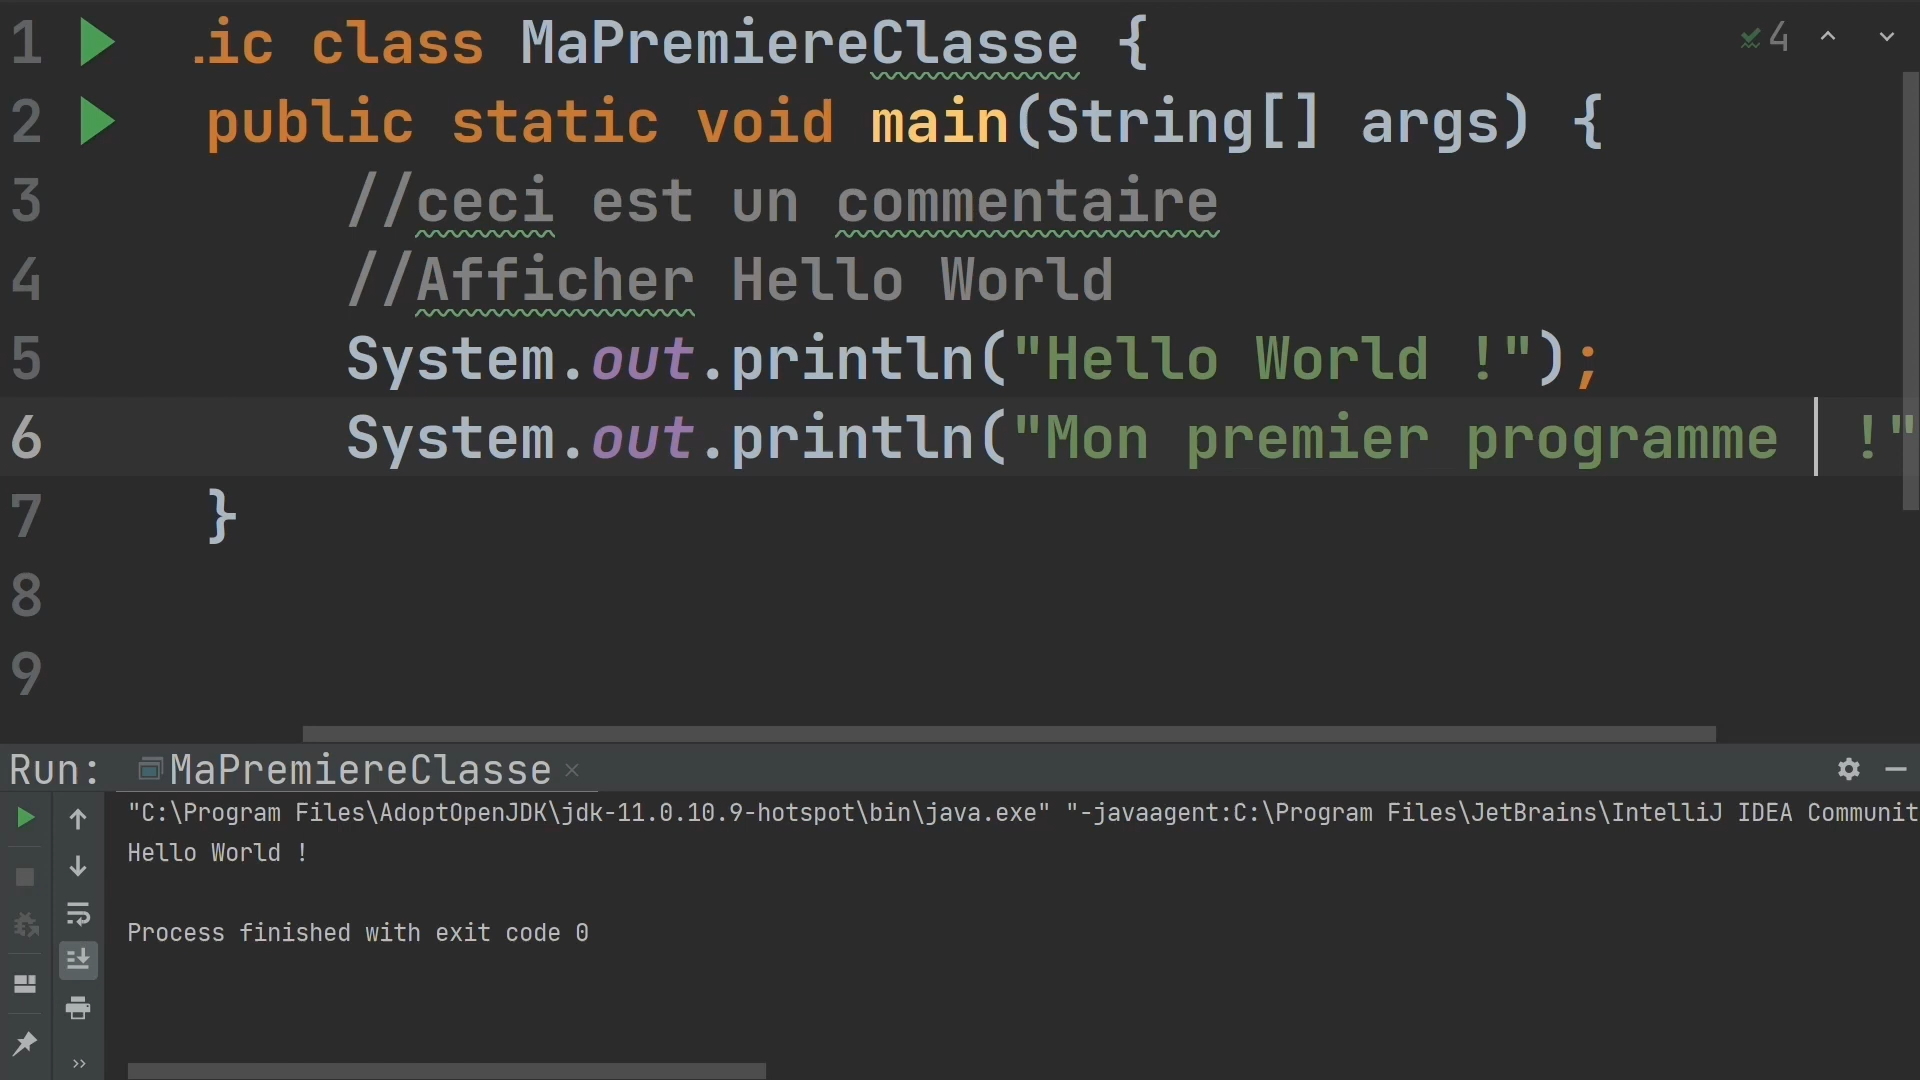 1 ic class MaPremiereClasse { 4
2 public static void main(String[] args) {
3 //ceci est un commentaire
4 //Afficher Hello World
5 System.out.println("Hello World !");
6 System.out.println("Mon premier programme  !"
7 }
8
9
Run: MaPremiereClasse ×
"C:\Program Files\AdoptOpenJDK\jdk-11.0.10.9-hotspot\bin\java.exe" "-javaagent:C:\Program Files\JetBrains\IntelliJ IDEA Communit
Hello World !
Process finished with exit code 0
»